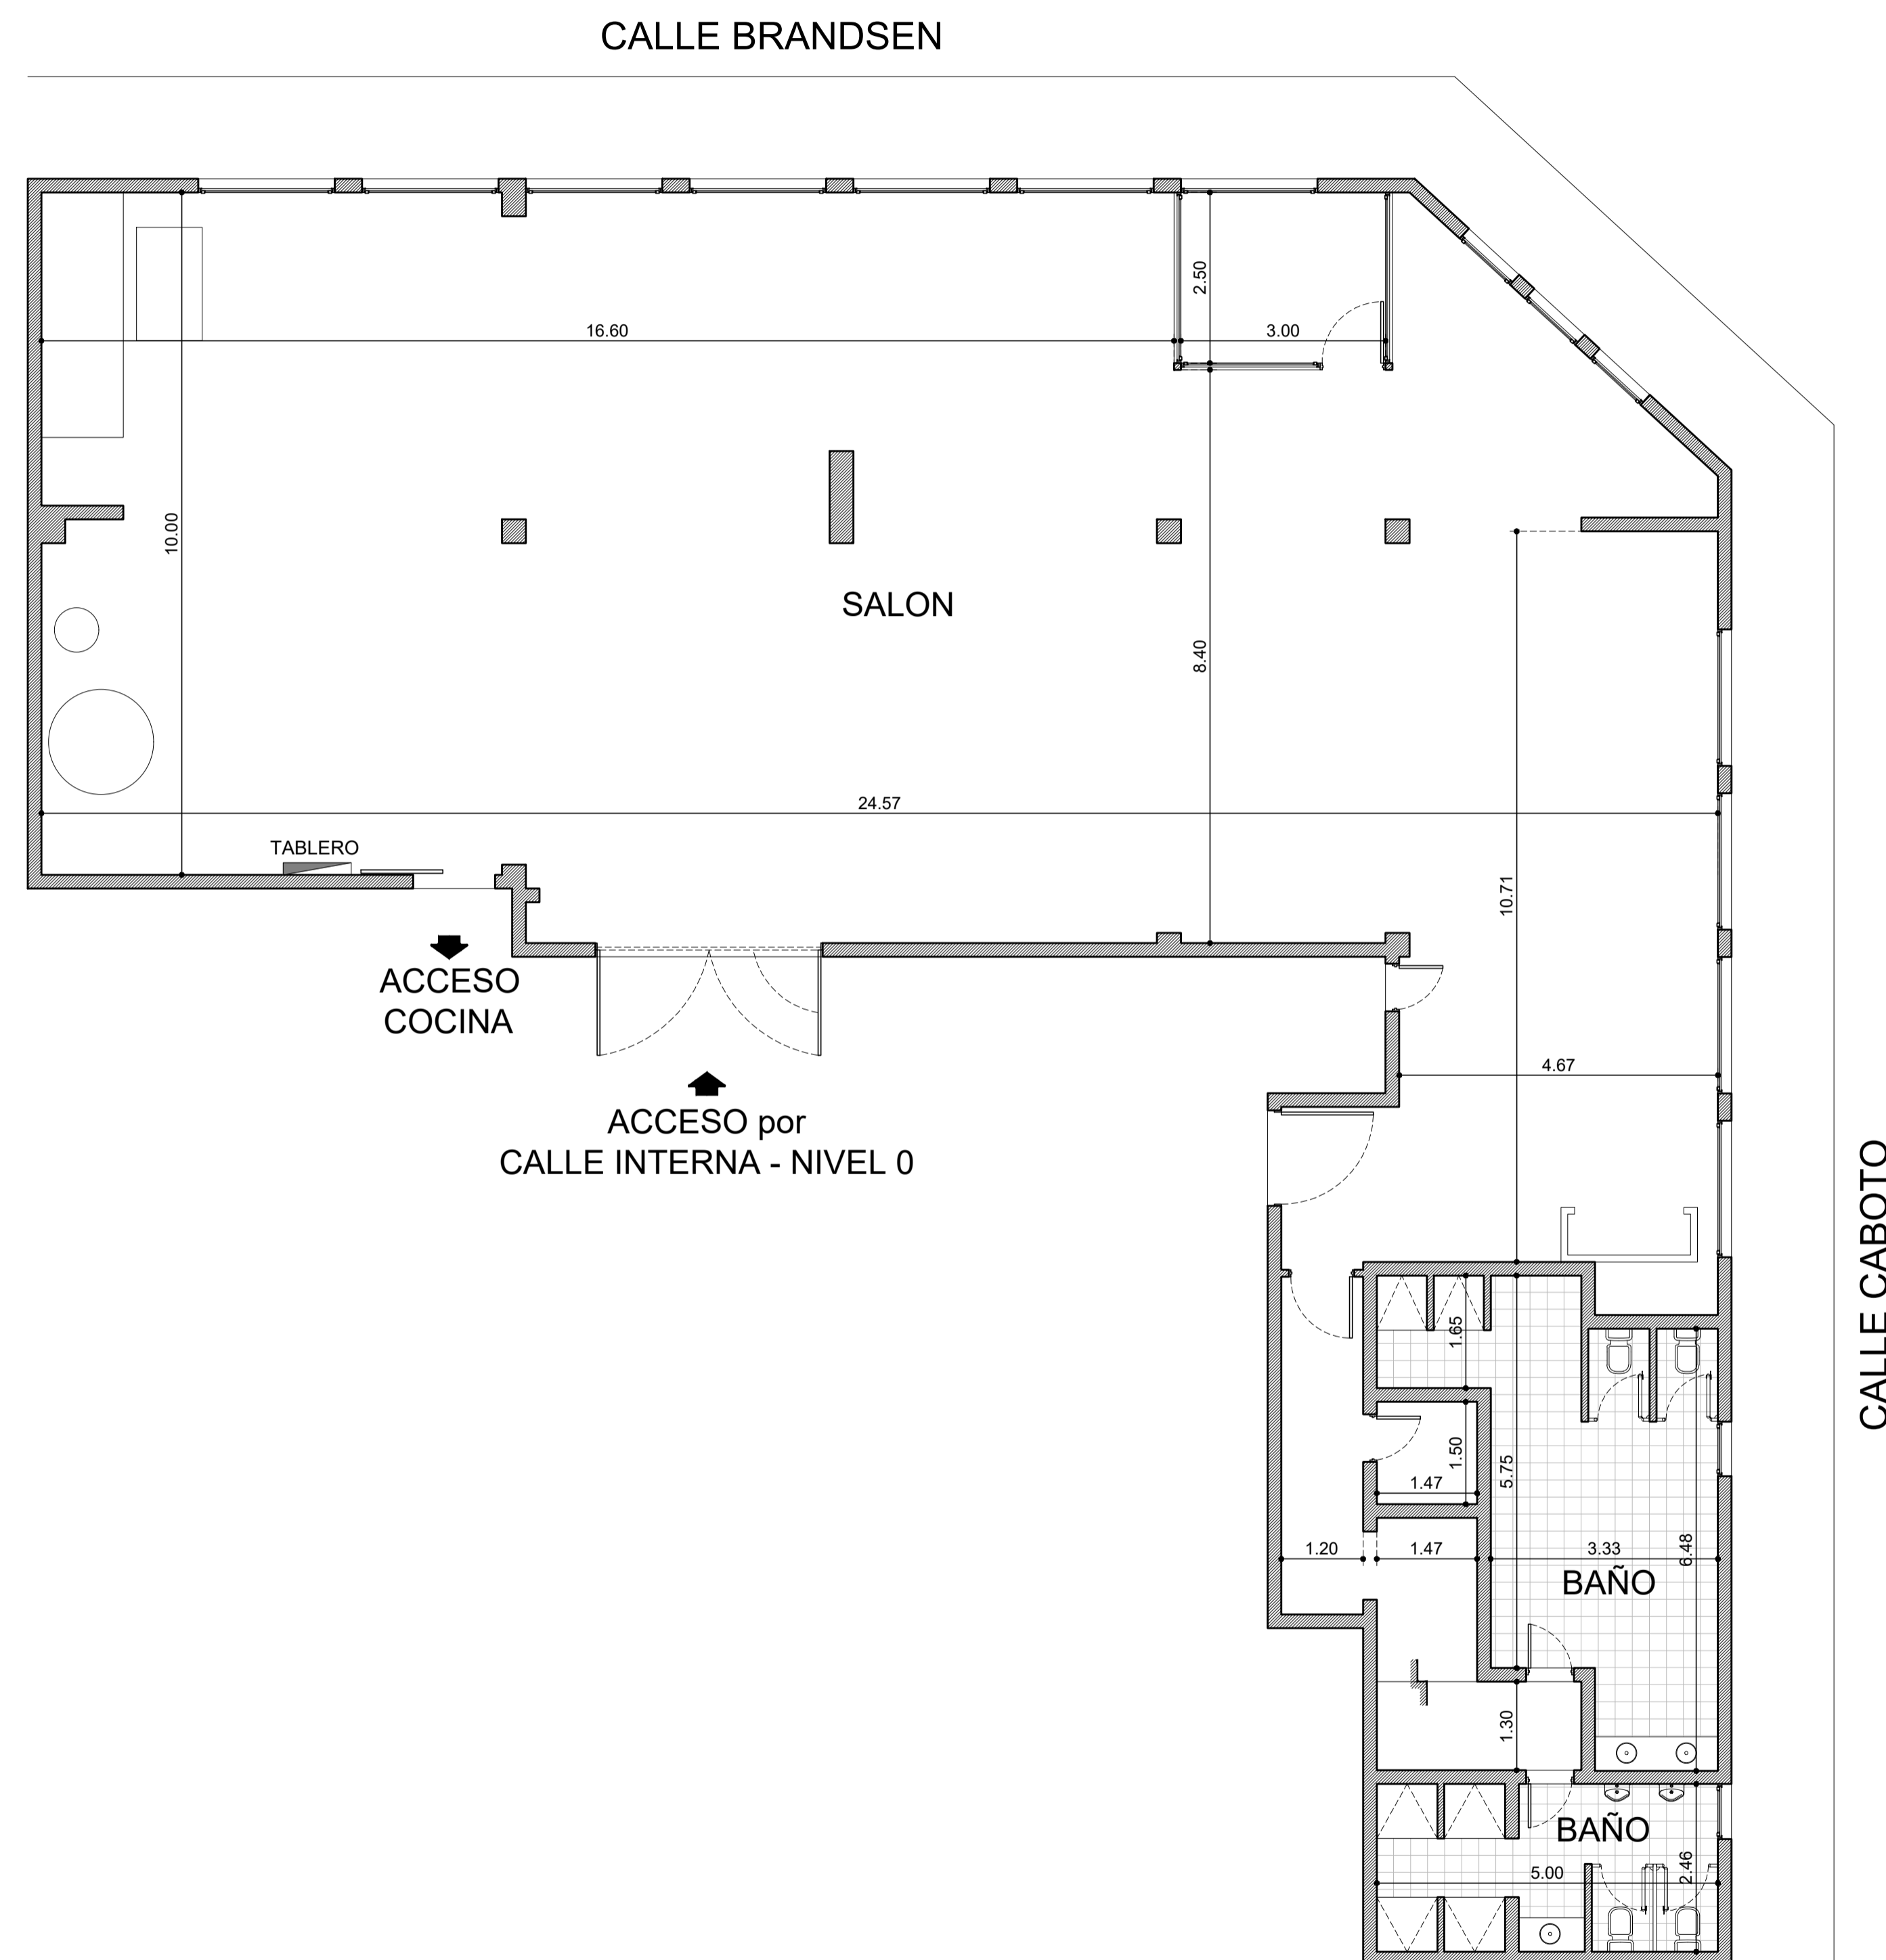 CALLE BRANDSEN
2.50
16.60
3.00
10.00
SALON
8.40
24.57
TABLERO
10.71
ACCESO
COCINA
4.67
ACCESO por
CALLE INTERNA - NIVEL 0
CALLE CABOTO
1.65
1.50
5.75
1.47
1.20
1.47
3.33
6.48
BAÑO
1.30
BAÑO
2.46
5.00